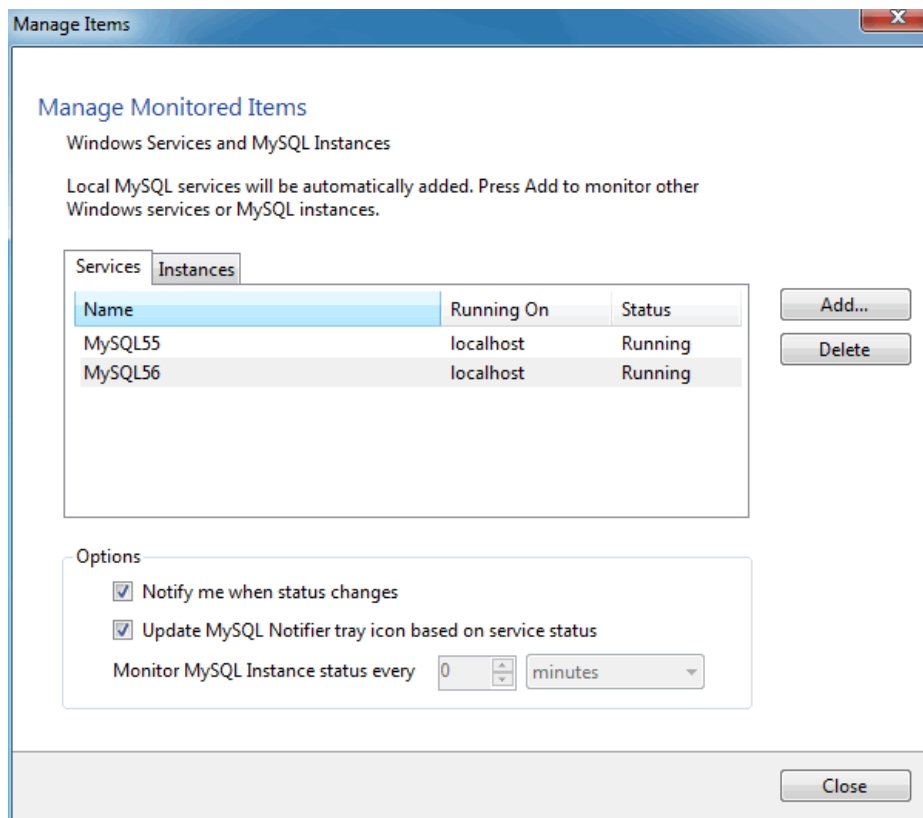 Manage Items
Manage Monitored Items
Windows Services and MySQL Instances
Local MySQL services will be automatically added. Press Add to monitor other
Windows services or MySQL instances.
Services Instances
Name Running On Status
MySQL55 localhost Running
MySQL56 localhost Running
Add...
Delete
Options
Notify me when status changes
Update MySQL Notifier tray icon based on service status
Monitor MySQL Instance status every 0 minutes
Close